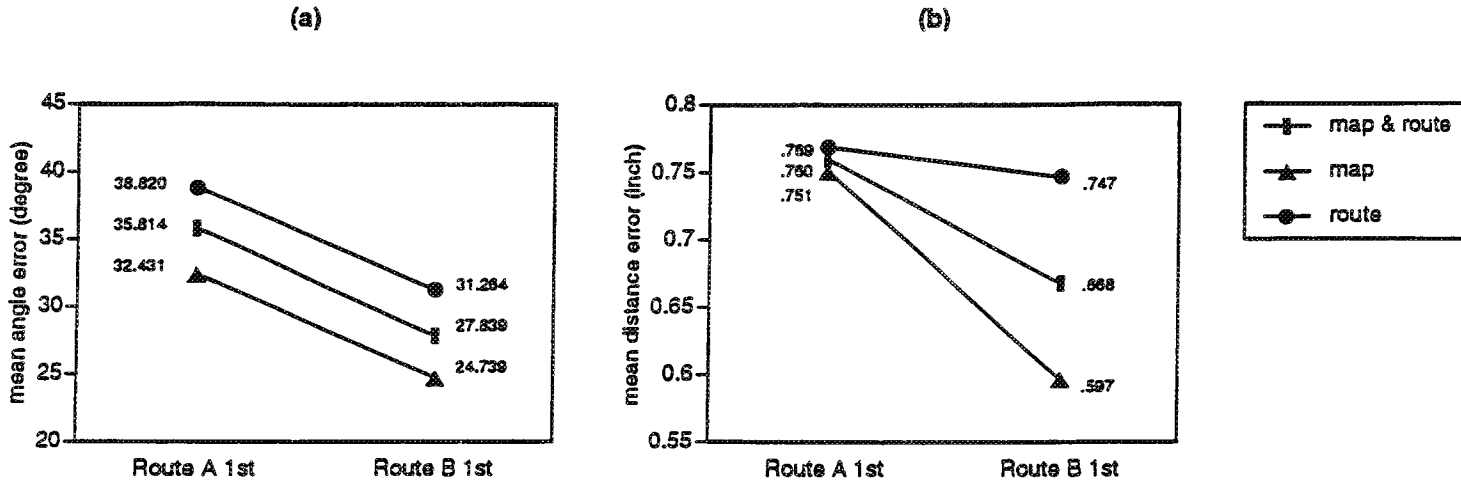 (a)
(b)
mean angle error (degree)
45
40
35
30
25
20
38.820
35.814
32.431
31.264
27.839
24.739
Route A 1st
Route B 1st
mean distance error (inch)
0.8
0.75
0.7
0.65
0.6
0.55
.769
.760
.751
.747
.668
.597
Route A 1st
Route B 1st
map & route
map
route